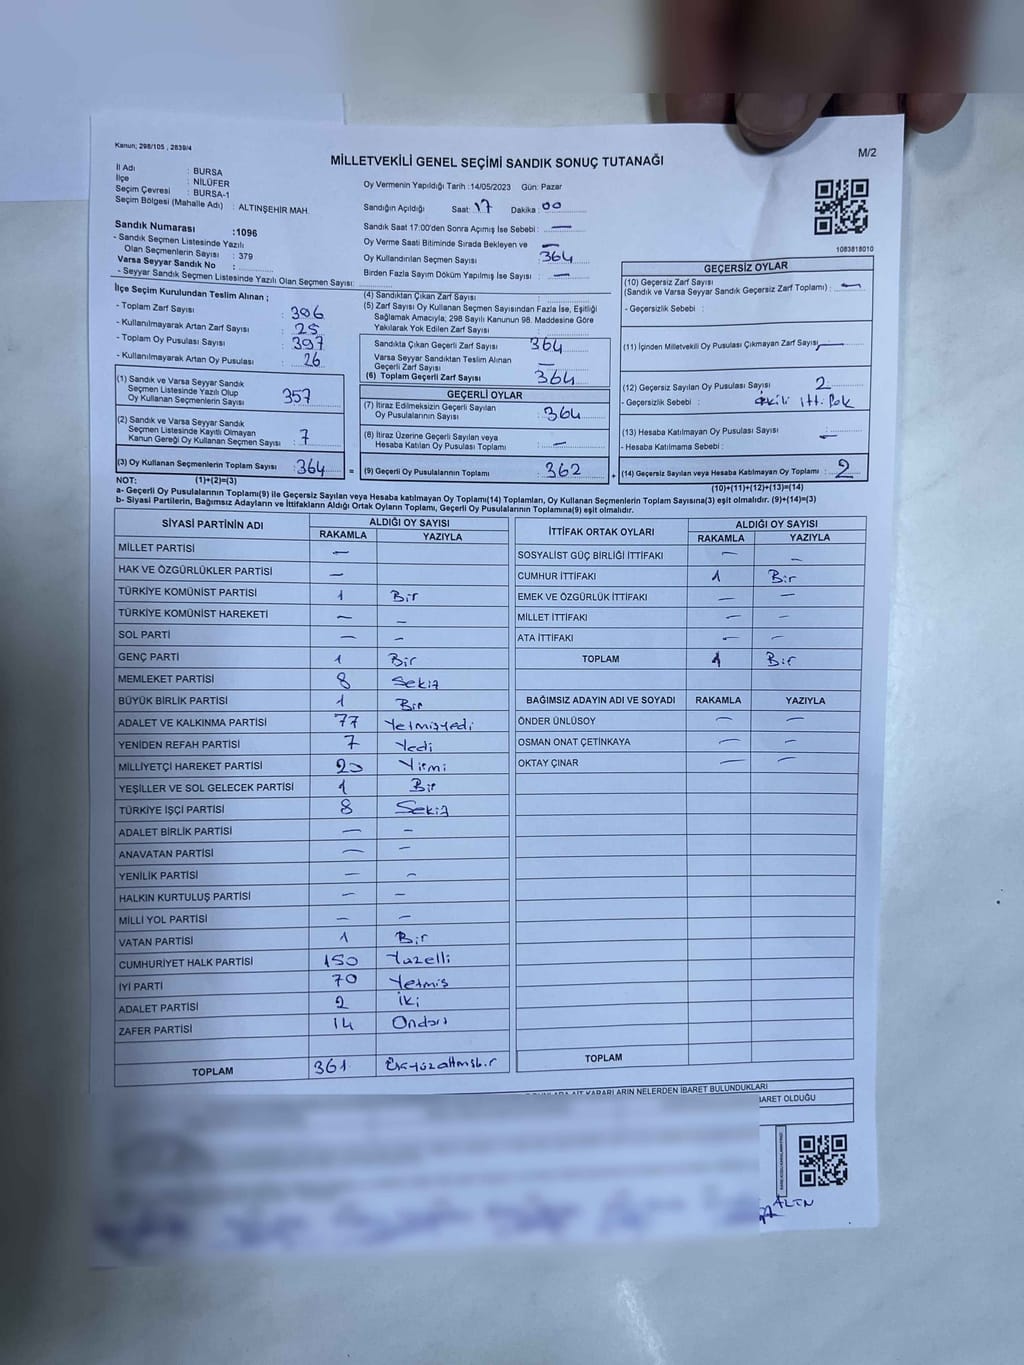 Kanun; 298/105 , 2839/4
MİLLETVEKİLİ GENEL SEÇİMİ SANDIK SONUÇ TUTANAĞI
M/2
İl Adı : BURSA
İlçe : NİLÜFER
Seçim Çevresi : BURSA-1
Seçim Bölgesi (Mahalle Adı) : ALTINŞEHİR MAH.
Oy Vermenin Yapıldığı Tarih :14/05/2023 Gün: Pazar
Sandığın Açıldığı Saat: 17 Dakika : 00
Sandık Saat 17:00'den Sonra Açımış İse Sebebi : —
Oy Verme Saati Bitiminde Sırada Bekleyen ve —
Oy Kullandırılan Seçmen Sayısı : 364
Birden Fazla Sayım Döküm Yapılmış İse Sayısı : —
1083818010
Sandık Numarası :1096
- Sandık Seçmen Listesinde Yazılı
Olan Seçmenlerin Sayısı : 379
Varsa Seyyar Sandık No :
- Seyyar Sandık Seçmen Listesinde Yazılı Olan Seçmen Sayısı:
İlçe Seçim Kurulundan Teslim Alınan ;
- Toplam Zarf Sayısı : 396
- Kullanılmayarak Artan Zarf Sayısı : 25
- Toplam Oy Pusulası Sayısı : 397
- Kullanılmayarak Artan Oy Pusulası : 26
(1) Sandık ve Varsa Seyyar Sandık
Seçmen Listesinde Yazılı Olup
Oy Kullanan Seçmenlerin Sayısı : 357
(2) Sandık ve Varsa Seyyar Sandık
Seçmen Listesinde Kayıtlı Olmayan
Kanun Gereği Oy Kullanan Seçmen Sayısı : 7
(3) Oy Kullanan Seçmenlerin Toplam Sayısı : 364 =
(4) Sandıktan Çıkan Zarf Sayısı :
(5) Zarf Sayısı Oy Kullanan Seçmen Sayısından Fazla İse, Eşitliği
Sağlamak Amacıyla; 298 Sayılı Kanunun 98. Maddesine Göre
Yakılarak Yok Edilen Zarf Sayısı :
Sandıkta Çıkan Geçerli Zarf Sayısı 364
Varsa Seyyar Sandıktan Teslim Alınan
Geçerli Zarf Sayısı —
(6) Toplam Geçerli Zarf Sayısı : 364
GEÇERLİ OYLAR
(7) İtiraz Edilmeksizin Geçerli Sayılan
Oy Pusulalarının Sayısı : 364
(8) İtiraz Üzerine Geçerli Sayılan veya
Hesaba Katılan Oy Pusulası Toplamı : —
(9) Geçerli Oy Pusulalarının Toplamı : 362 +
GEÇERSİZ OYLAR
(10) Geçersiz Zarf Sayısı
(Sandık ve Varsa Seyyar Sandık Geçersiz Zarf Toplamı) : —
- Geçersizlik Sebebi :
(11) İçinden Milletvekili Oy Pusulası Çıkmayan Zarf Sayısı —
(12) Geçersiz Sayılan Oy Pusulası Sayısı : 2
- Geçersizlik Sebebi :
(13) Hesaba Katılmayan Oy Pusulası Sayısı : —
- Hesaba Katılmama Sebebi :
(14) Geçersiz Sayılan veya Hesaba Katılmayan Oy Toplamı : 2
NOT: (1)+(2)=(3)
(10)+(11)+(12)+(13)=(14)
a- Geçerli Oy Pusulalarının Toplamı(9) ile Geçersiz Sayılan veya Hesaba katılmayan Oy Toplamı(14) Toplamları, Oy Kullanan Seçmenlerin Toplam Sayısına(3) eşit olmalıdır. (9)+(14)=(3)
b- Siyasi Partilerin, Bağımsız Adayların ve İttifakların Aldığı Ortak Oyların Toplamı, Geçerli Oy Pusulalarının Toplamına(9) eşit olmalıdır.
SİYASİ PARTİNİN ADI ALDIĞI OY SAYISI
RAKAMLA YAZIYLA
MİLLET PARTİSİ —
HAK VE ÖZGÜRLÜKLER PARTİSİ —
TÜRKİYE KOMÜNİST PARTİSİ 1 Bir
TÜRKİYE KOMÜNİST HAREKETİ — —
SOL PARTİ — —
GENÇ PARTİ 1 Bir
MEMLEKET PARTİSİ 8 Sekiz
BÜYÜK BİRLİK PARTİSİ 1 Bir
ADALET VE KALKINMA PARTİSİ 77 Yetmişyedi
YENİDEN REFAH PARTİSİ 7 Yedi
MİLLİYETÇİ HAREKET PARTİSİ 20 Yirmi
YEŞİLLER VE SOL GELECEK PARTİSİ 1 Bir
TÜRKİYE İŞÇİ PARTİSİ 8 Sekiz
ADALET BİRLİK PARTİSİ — —
ANAVATAN PARTİSİ — —
YENİLİK PARTİSİ — —
HALKIN KURTULUŞ PARTİSİ — —
MİLLİ YOL PARTİSİ — —
VATAN PARTİSİ 1 Bir
CUMHURİYET HALK PARTİSİ 150 Yüzelli
İYİ PARTİ 70 Yetmiş
ADALET PARTİSİ 2 İki
ZAFER PARTİSİ 14 Ondört
TOPLAM 361 Üçyüzaltmışbir
İTTİFAK ORTAK OYLARI ALDIĞI OY SAYISI
RAKAMLA YAZIYLA
SOSYALİST GÜÇ BİRLİĞİ İTTİFAKI — —
CUMHUR İTTİFAKI 1 Bir
EMEK VE ÖZGÜRLÜK İTTİFAKI — —
MİLLET İTTİFAKI — —
ATA İTTİFAKI — —
TOPLAM 1 Bir
BAĞIMSIZ ADAYIN ADI VE SOYADI RAKAMLA YAZIYLA
ÖNDER ÜNLÜSOY — —
OSMAN ONAT ÇETİNKAYA — —
OKTAY ÇINAR — —
TOPLAM
KARARLARIN NELERDEN İBARET BULUNDUKLARI
İBARET OLDUĞU